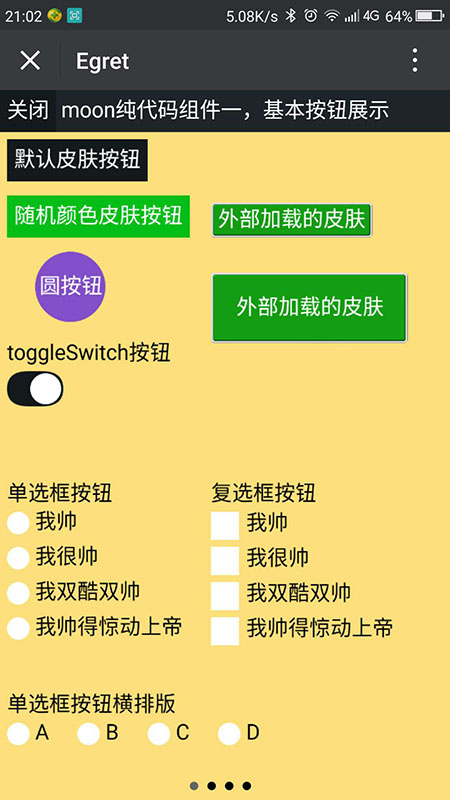 21:02 5.08K/s 4G 64%
Egret
关闭 moon纯代码组件一，基本按钮展示
默认皮肤按钮
随机颜色皮肤按钮
外部加载的皮肤
圆按钮
外部加载的皮肤
toggleSwitch按钮
单选框按钮
我帅
我很帅
我双酷双帅
我帅得惊动上帝
复选框按钮
我帅
我很帅
我双酷双帅
我帅得惊动上帝
单选框按钮横排版
A B C D